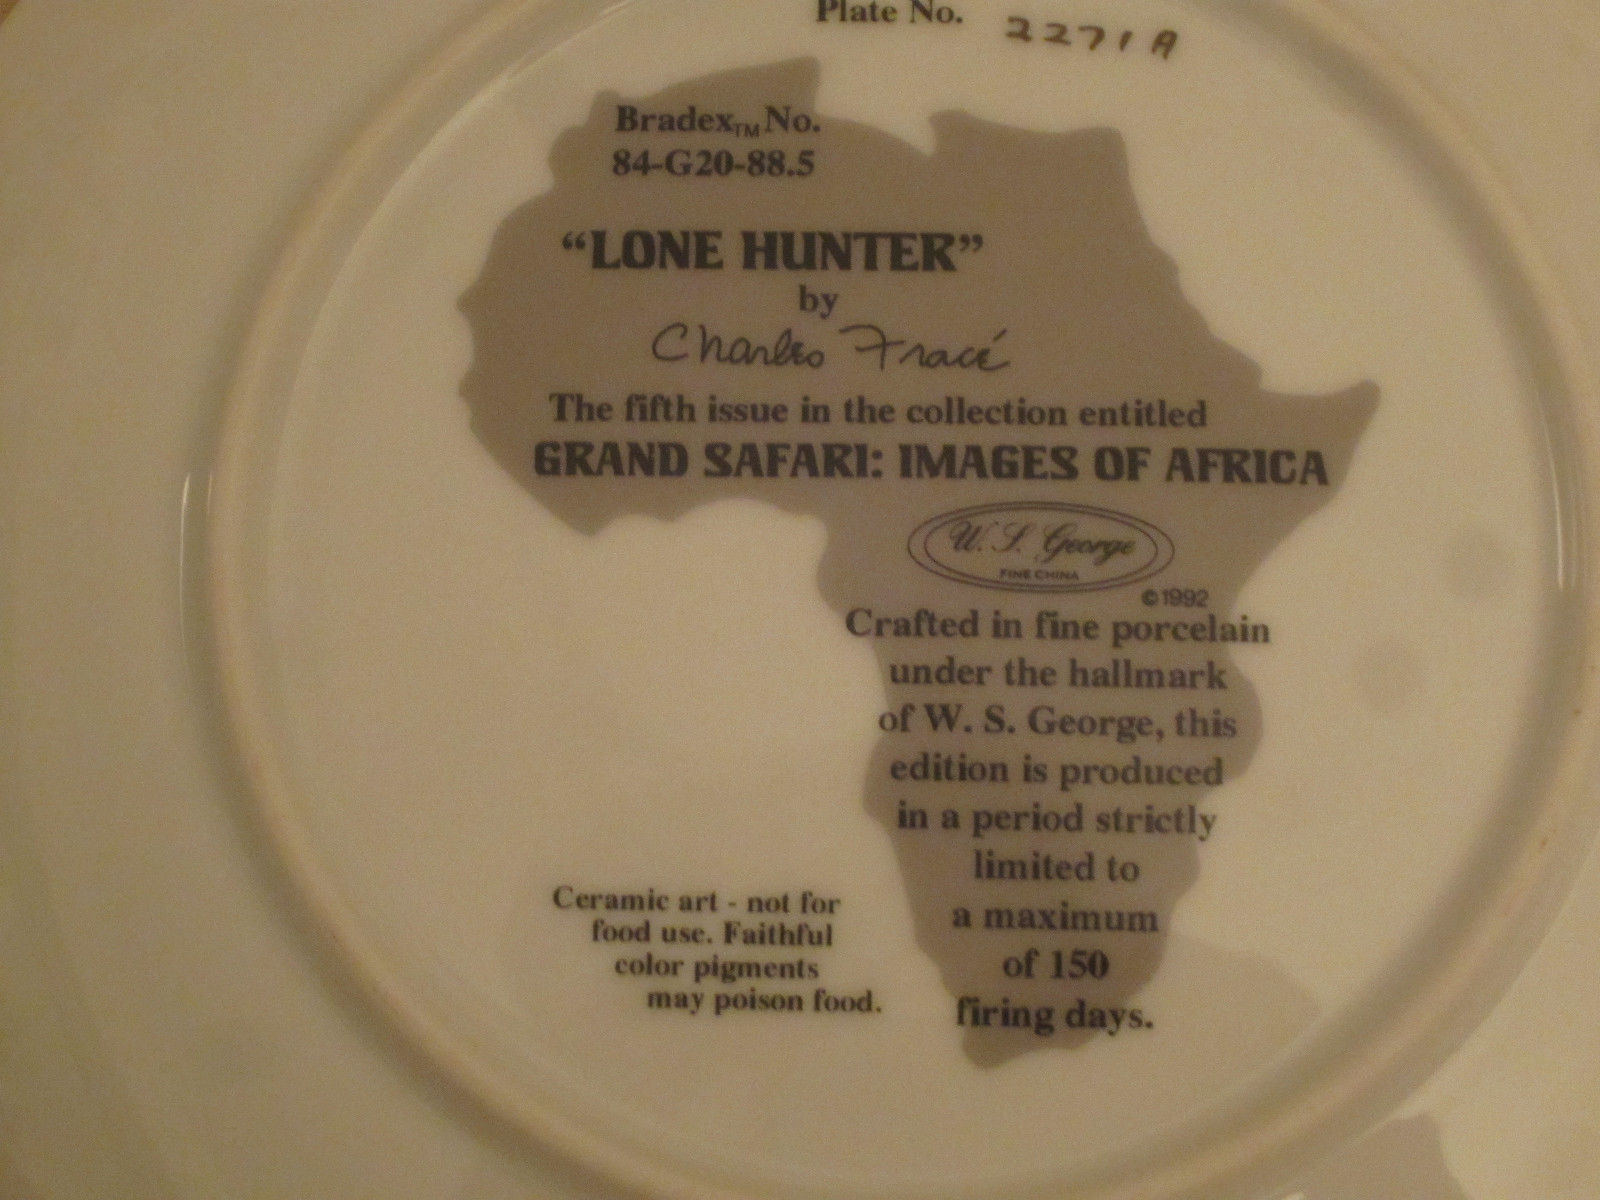 Plate No. 2271A
Bradex™ No.
84-G20-88.5
“LONE HUNTER”
by
Charles Fracé
The fifth issue in the collection entitled
GRAND SAFARI: IMAGES OF AFRICA
W. S. George
FINE CHINA
©1992
Crafted in fine porcelain
under the hallmark
of W. S. George, this
edition is produced
in a period strictly
limited to
a maximum
of 150
firing days.
Ceramic art - not for
food use. Faithful
color pigments
may poison food.